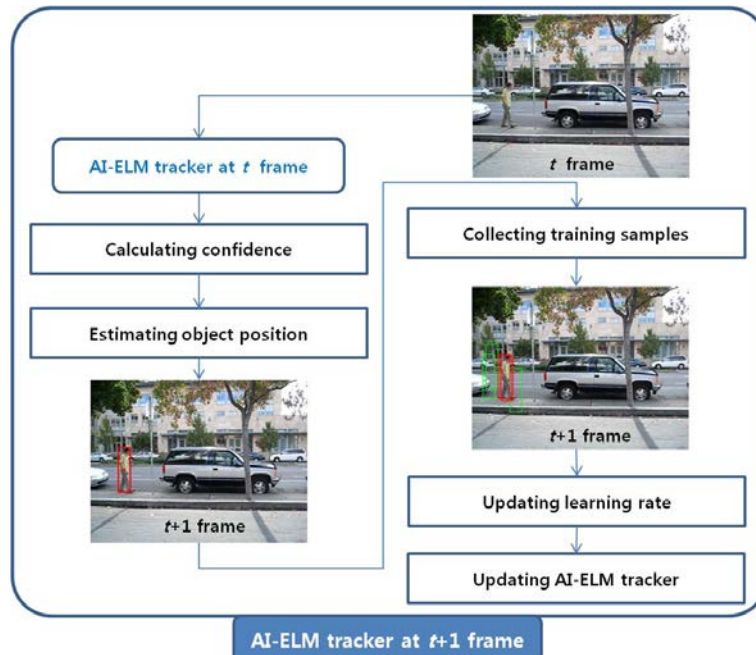 t frame
AI-ELM tracker at t frame
Calculating confidence
Estimating object position
t+1 frame
Collecting training samples
t+1 frame
Updating learning rate
Updating AI-ELM tracker
AI-ELM tracker at t+1 frame